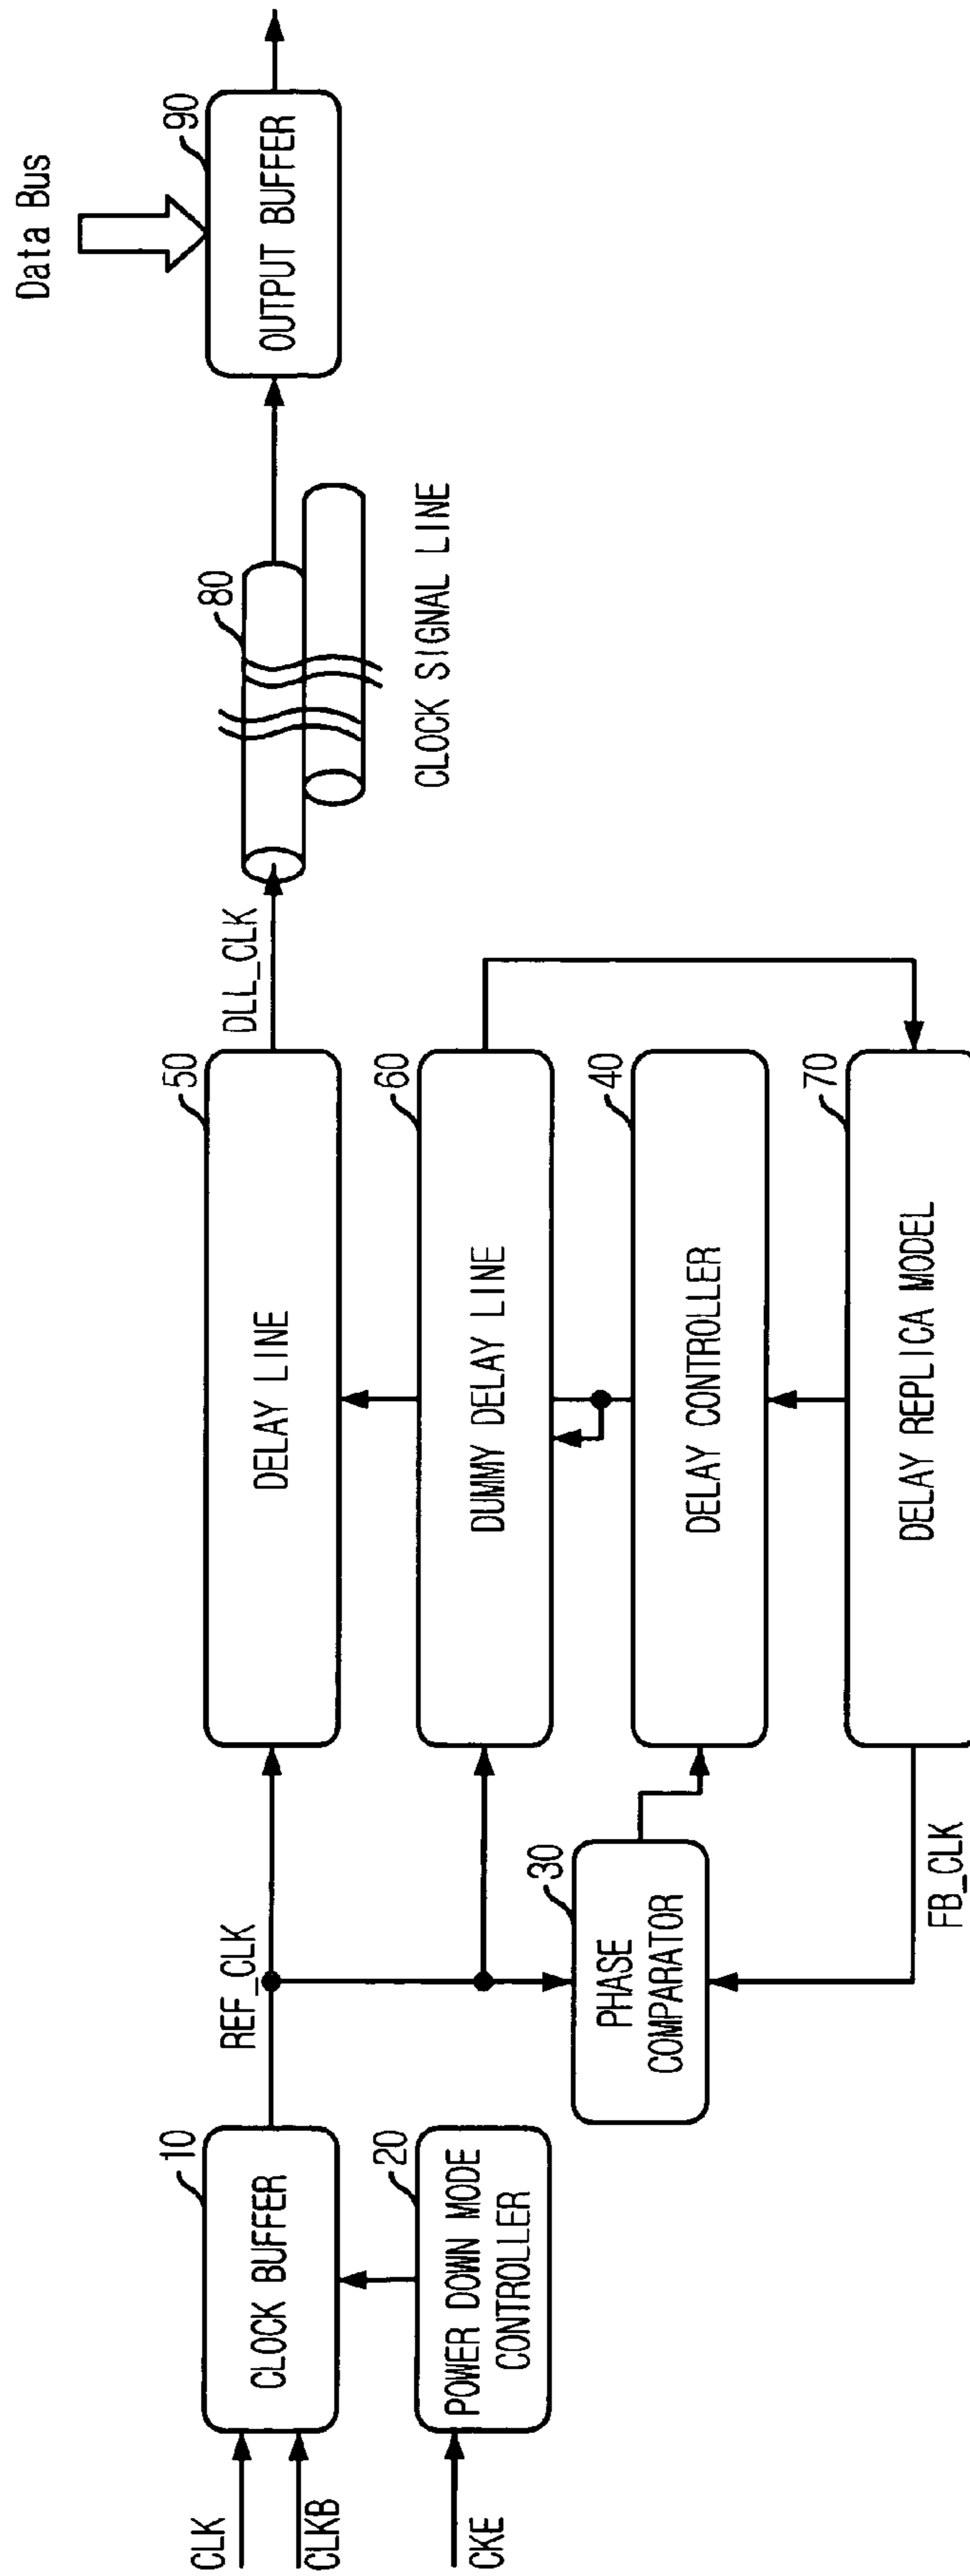 CLK
CLKB
10
CLOCK BUFFER
CKE
20
POWER DOWN MODE
CONTROLLER
REF_CLK
30
PHASE
COMPARATOR
FB_CLK
50
DELAY LINE
60
DUMMY DELAY LINE
40
DELAY CONTROLLER
70
DELAY REPLICA MODEL
DLL_CLK
80
CLOCK SIGNAL LINE
Data Bus
90
OUTPUT BUFFER